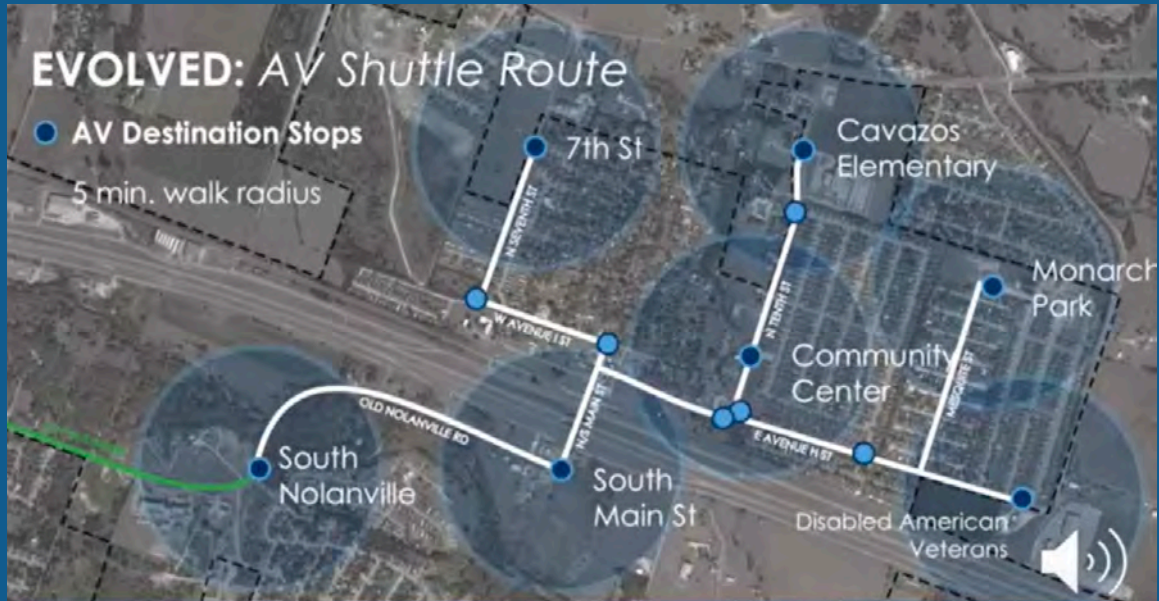 EVOLVED: AV Shuttle Route
AV Destination Stops
5 min. walk radius
7th St
Cavazos
Elementary
N SEVENTH ST
Monarch
Park
W AVENUE I ST
N TENTH ST
Community
Center
MESQUITE ST
N/S MAIN ST
OLD NOLANVILLE RD
E AVENUE H ST
South
Nolanville
South
Main St
Disabled American
Veterans